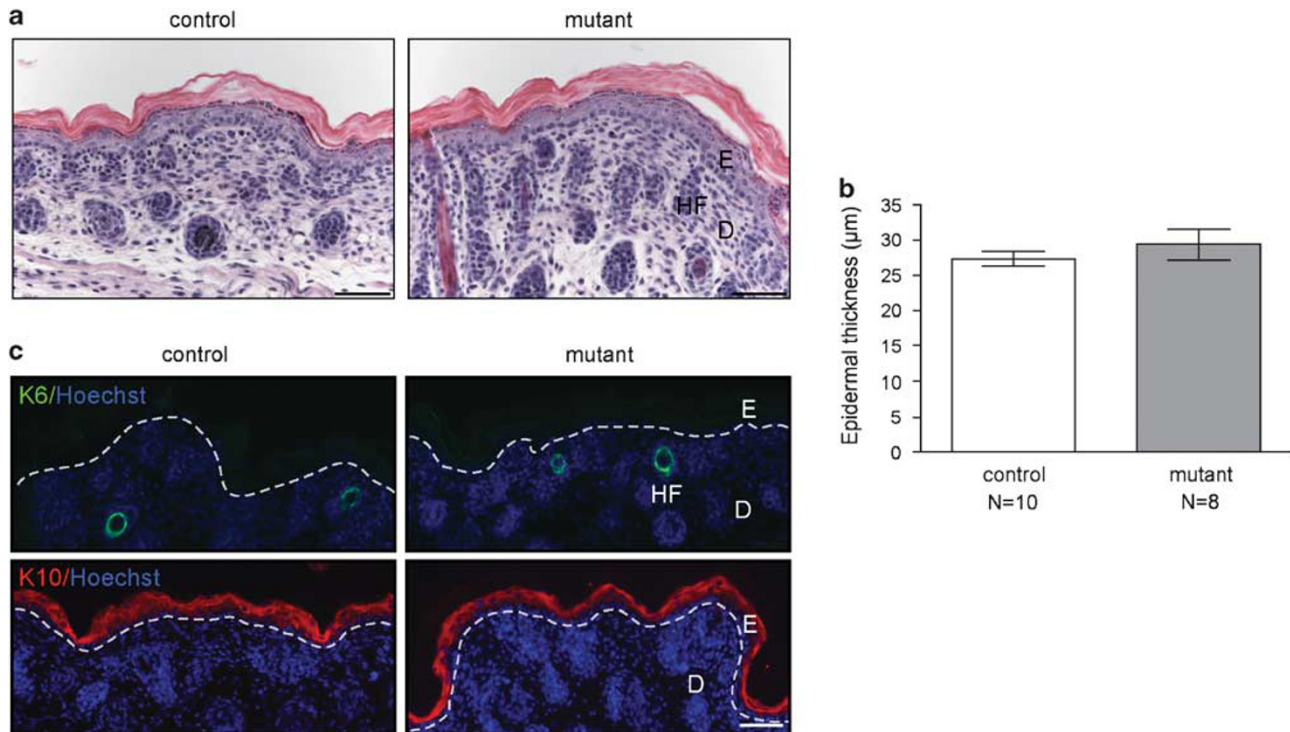 a
control mutant
E
HF
D
b
Epidermal thickness (µm)
35
30
25
20
15
10
5
0
control mutant
N=10 N=8
c
control mutant
K6/Hoechst
E
HF
D
K10/Hoechst
E
D